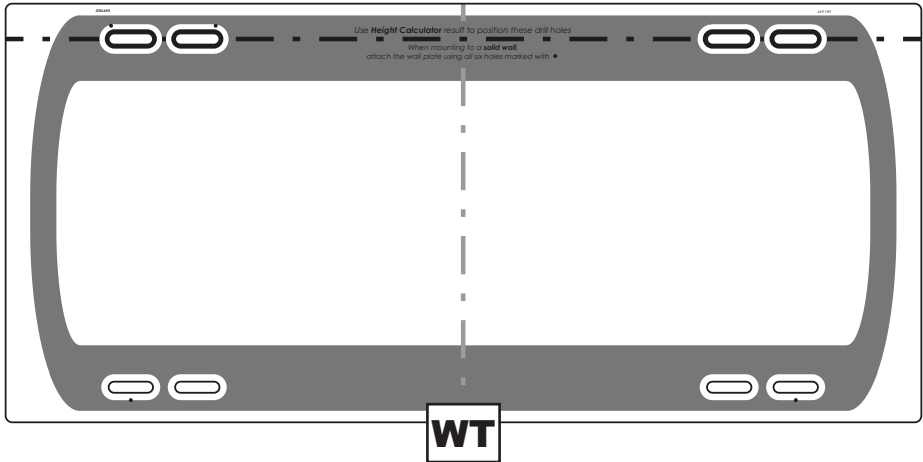 Use Height Calculator result to position these drill holes
When mounting to a solid wall,
attach the wall plate using all six holes marked with •
WT